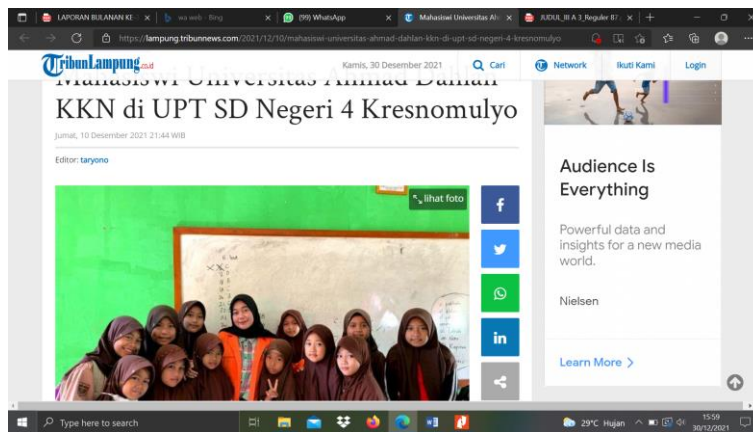 LAPORAN BULANAN KE-
wa web - Bing
(99) WhatsApp
Mahasiswi Universitas Ah
JUDUL_III A 3_Reguler 87
https://lampung.tribunnews.com/2021/12/10/mahasiswi-universitas-ahmad-dahlan-kkn-di-upt-sd-negeri-4-kresnomulyo
TribunLampung.co.id
Kamis, 30 Desember 2021
Cari
Network
Ikuti Kami
Login
Mahasiswi Universitas Ahmad Dahlan
KKN di UPT SD Negeri 4 Kresnomulyo
Jumat, 10 Desember 2021 21:44 WIB
Editor: taryono
lihat foto
Audience Is
Everything
Powerful data and
insights for a new media
world.
Nielsen
Learn More >
Type here to search
29°C Hujan
15:59
30/12/2021